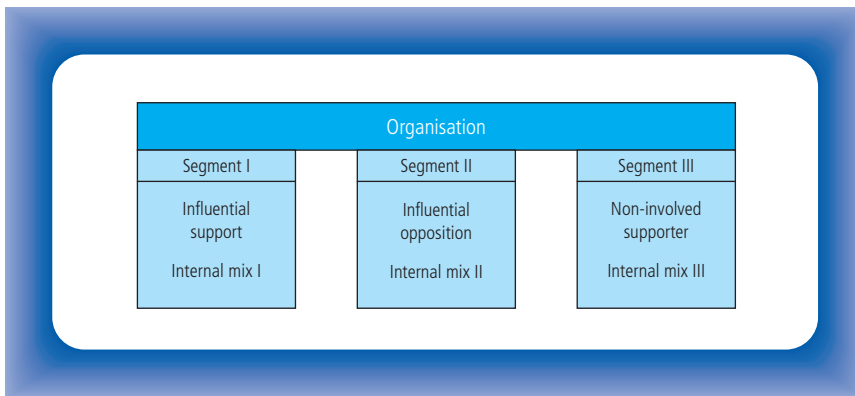 Organisation
Segment I
Influential
support
Internal mix I
Segment II
Influential
opposition
Internal mix II
Segment III
Non-involved
supporter
Internal mix III